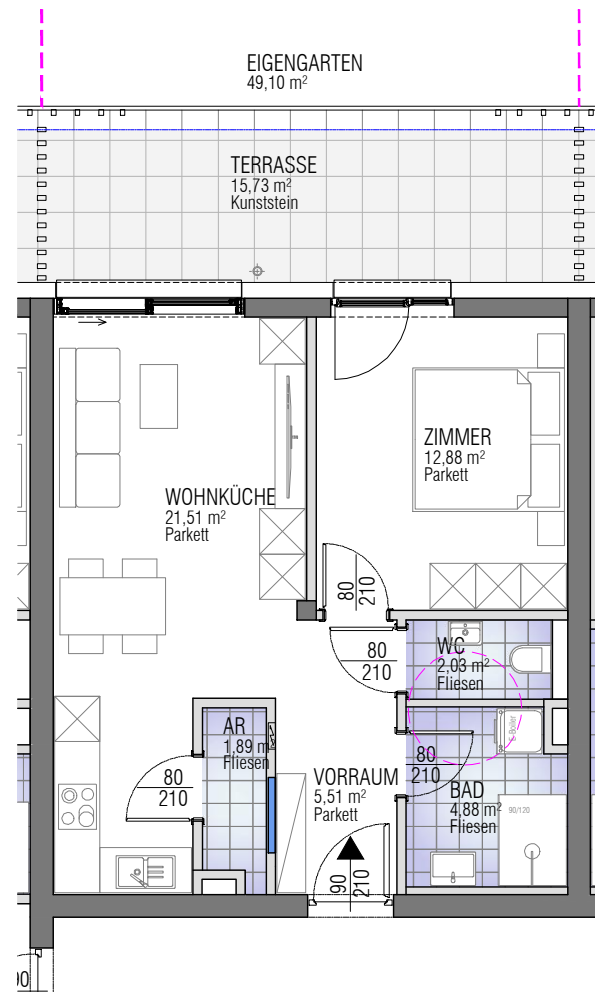 EIGENGARTEN
49,10 m²
TERRASSE
15,73 m²
Kunststein
ZIMMER
12,88 m²
Parkett
WOHNKÜCHE
21,51 m²
Parkett
80
210
80
210
WC
2,03 m²
Fliesen
E-Boiler
AR
1,89 m
Fliesen
80
210
80
210
VORRAUM
5,51 m²
Parkett
BAD
4,88 m²
Fliesen
90/120
90
210
90